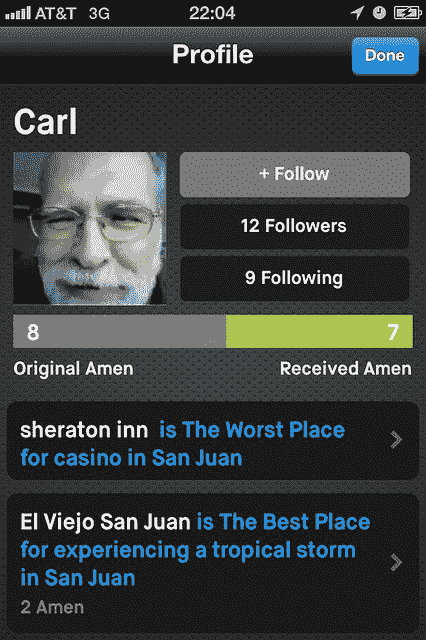 AT&T 3G 22:04
Profile
Done
Carl
+ Follow
12 Followers
9 Following
8 7
Original Amen Received Amen
sheraton inn is The Worst Place
for casino in San Juan
El Viejo San Juan is The Best Place
for experiencing a tropical storm
in San Juan
2 Amen